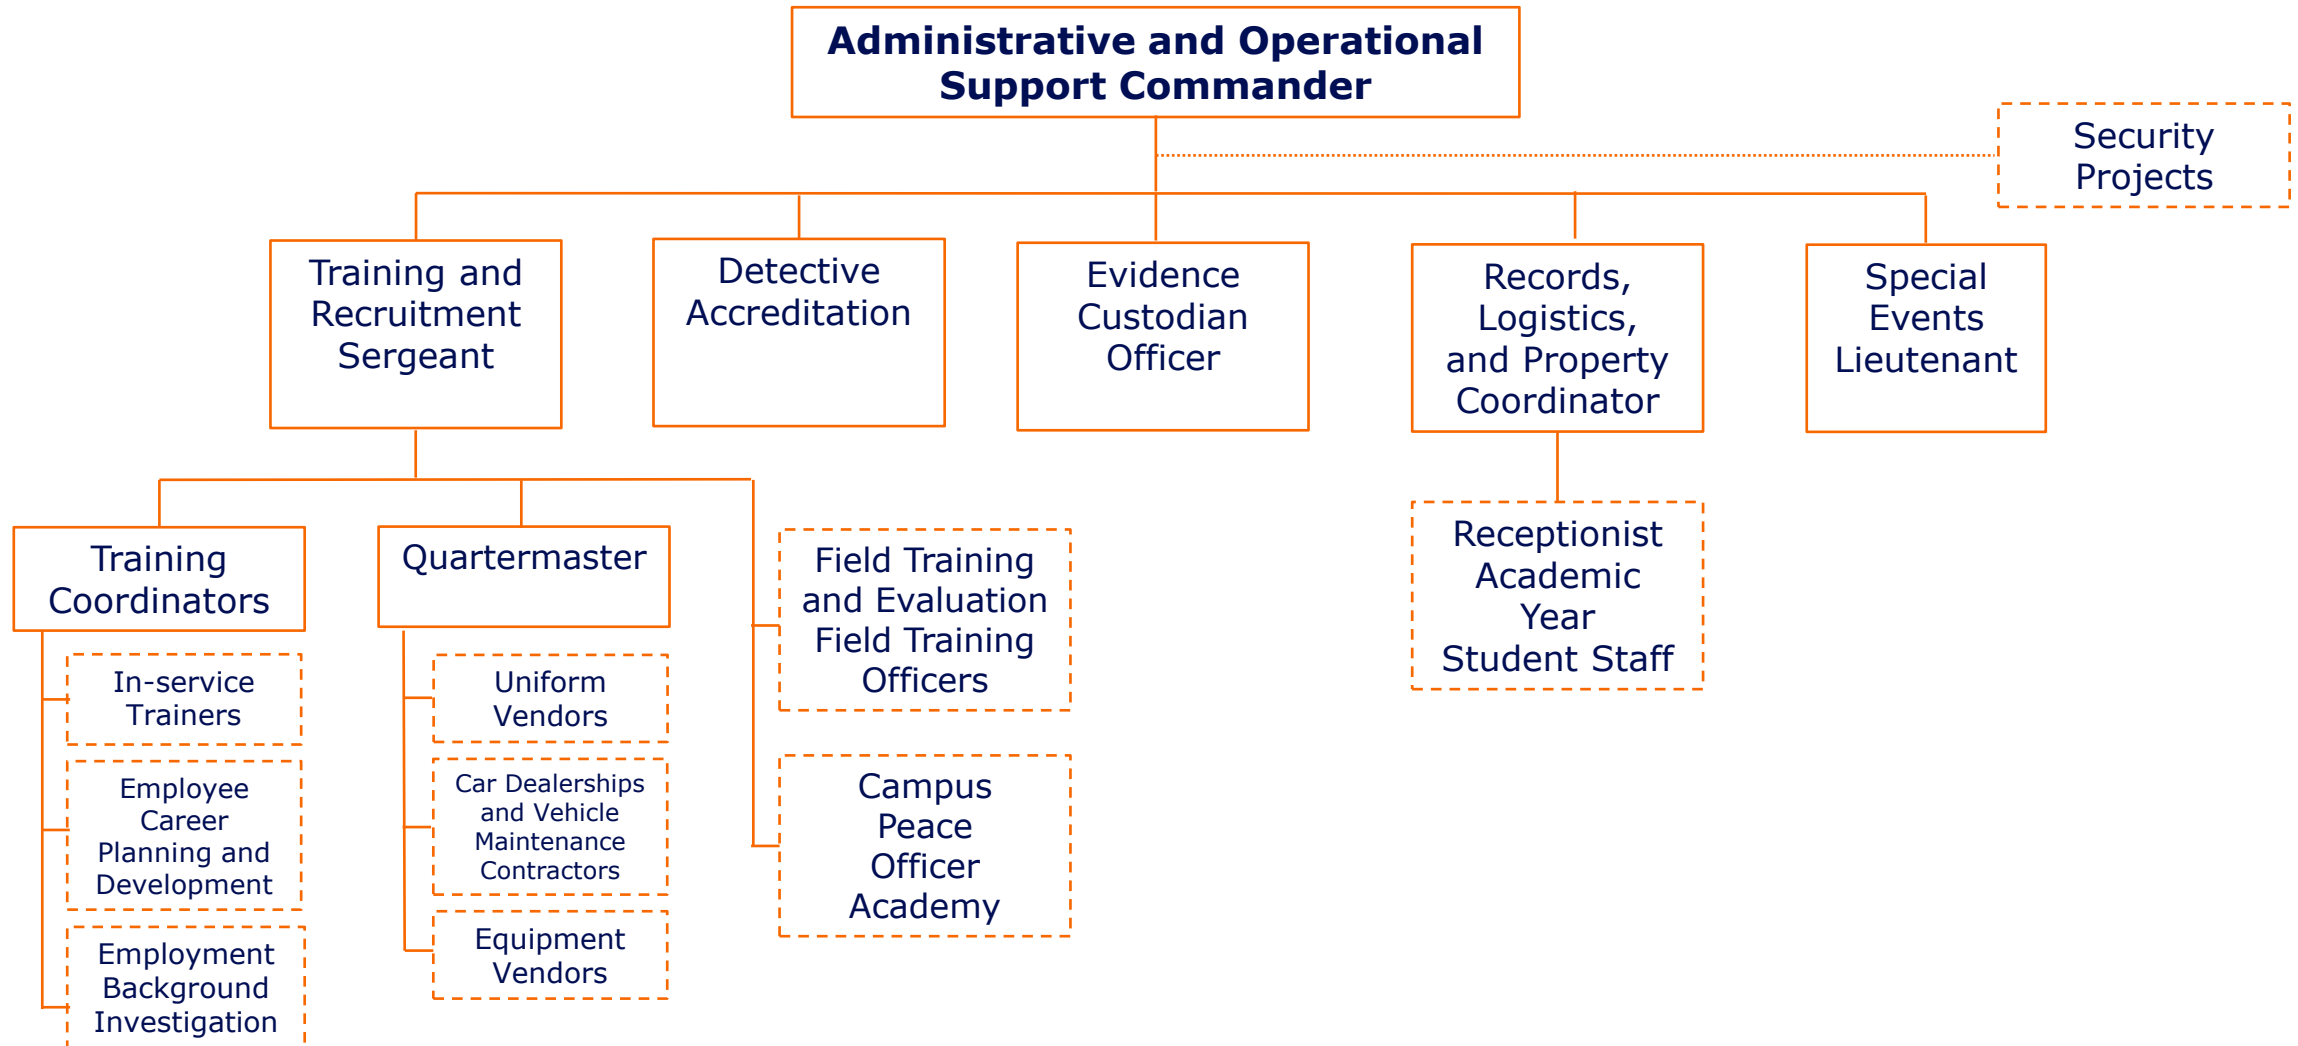 Administrative and Operational
Support Commander
Security
Projects
Training and
Recruitment
Sergeant
Detective
Accreditation
Evidence
Custodian
Officer
Records,
Logistics,
and Property
Coordinator
Special
Events
Lieutenant
Training
Coordinators
Quartermaster
Field Training
and Evaluation
Field Training
Officers
Receptionist
Academic
Year
Student Staff
In-service
Trainers
Employee
Career
Planning and
Development
Employment
Background
Investigation
Uniform
Vendors
Car Dealerships
and Vehicle
Maintenance
Contractors
Equipment
Vendors
Campus
Peace
Officer
Academy